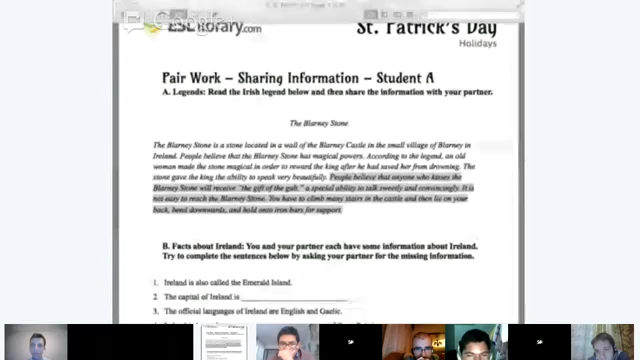 ESLlibrary.com
St. Patrick's Day
Holidays
Pair Work – Sharing Information – Student A
A. Legends: Read the Irish legend below and then share the information with your partner.
The Blarney Stone
The Blarney Stone is a stone located in a wall of the Blarney Castle in the small village of Blarney in
Ireland. People believe that the Blarney Stone has magical powers. According to the legend, an old
woman made the stone magical in order to reward the king after he had saved her from drowning. The
stone gave the king the ability to speak very beautifully. People believe that anyone who kisses the
Blarney Stone will receive "the gift of the gab," a special ability to talk sweetly and convincingly. It is
not easy to reach the Blarney Stone. You have to climb many stairs in the castle and then lie on your
back, bend downwards, and hold onto iron bars for support.
B. Facts about Ireland: You and your partner each have some information about Ireland.
Try to complete the sentences below by asking your partner for the missing information.
1. Ireland is also called the Emerald Island.
2. The capital of Ireland is
3. The official languages of Ireland are English and Gaelic.